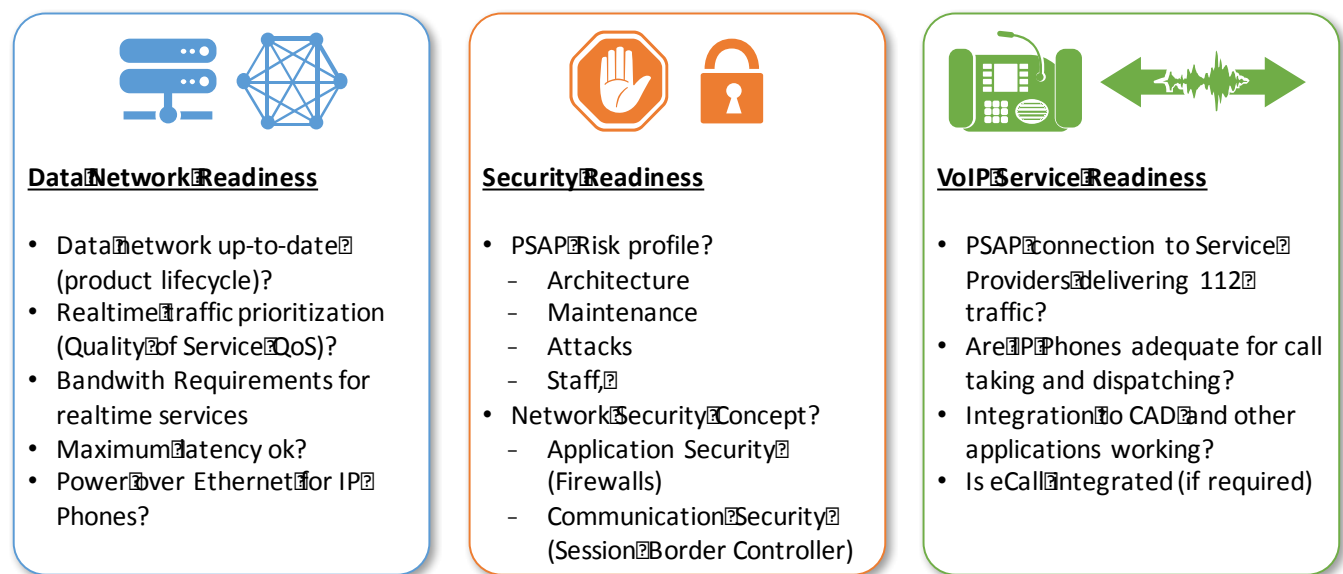 Data Network Readiness
• Data network up-to-date
(product lifecycle)?
• Realtime traffic prioritization
(Quality of Service QoS)?
• Bandwith Requirements for
realtime services
• Maximum latency ok?
• Power over Ethernet for IP
Phones?
Security Readiness
• PSAP Risk profile?
- Architecture
- Maintenance
- Attacks
- Staff,
• Network Security Concept?
- Application Security
(Firewalls)
- Communication Security
(Session Border Controller)
VoIP Service Readiness
• PSAP connection to Service
Providers delivering 112
traffic?
• Are IP Phones adequate for call
taking and dispatching?
• Integration to CAD and other
applications working?
• Is eCall integrated (if required)